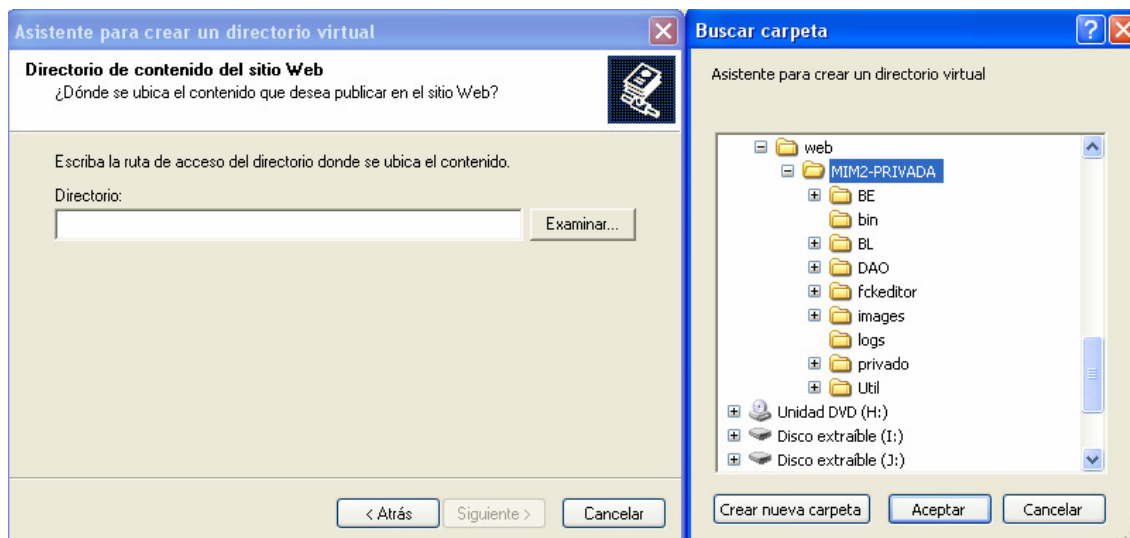 Asistente para crear un directorio virtual
Directorio de contenido del sitio Web
¿Dónde se ubica el contenido que desea publicar en el sitio Web?
Escriba la ruta de acceso del directorio donde se ubica el contenido.
Directorio:
Examinar...
< Atrás
Siguiente >
Cancelar
Buscar carpeta
Asistente para crear un directorio virtual
web
MIM2-PRIVADA
BE
bin
BL
DAO
fckeditor
images
logs
privado
Util
Unidad DVD (H:)
Disco extraíble (I:)
Disco extraíble (J:)
Crear nueva carpeta
Aceptar
Cancelar